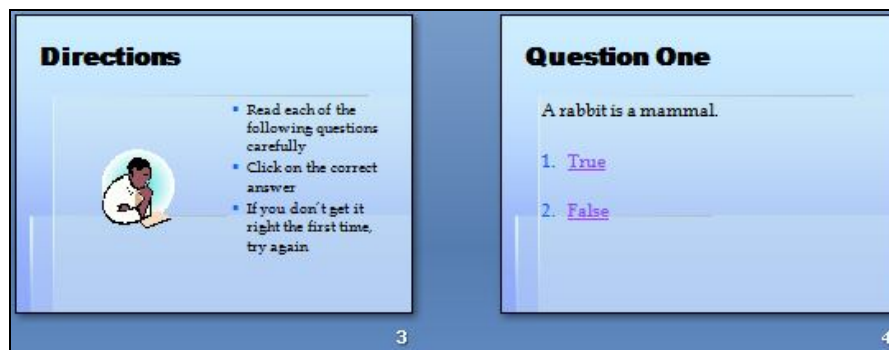 Directions
▪ Read each of the
following questions
carefully
▪ Click on the correct
answer
▪ If you don't get it
right the first time,
try again
3
Question One
A rabbit is a mammal.
1. True
2. False
4